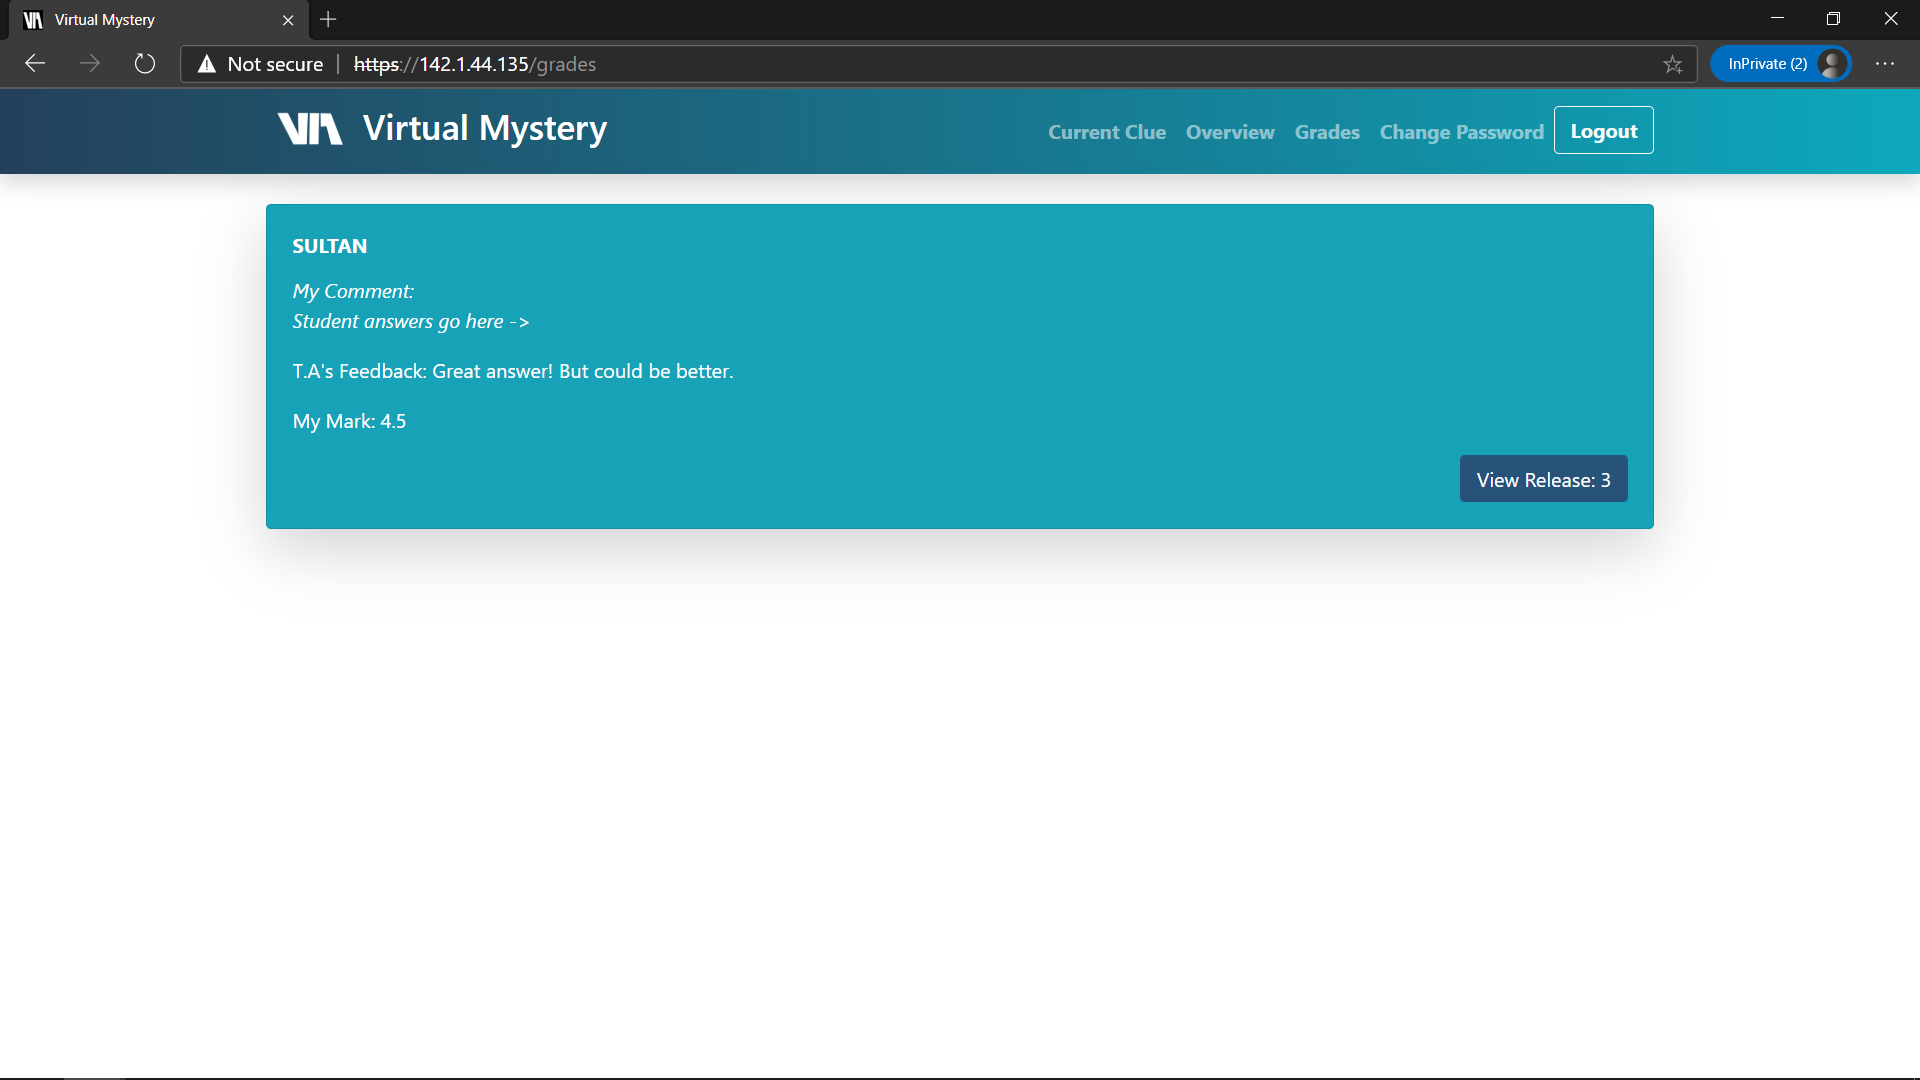 Virtual Mystery
Not secure | https://142.1.44.135/grades
InPrivate (2)
VM Virtual Mystery
Current Clue Overview Grades Change Password Logout
SULTAN
My Comment:
Student answers go here ->
T.A's Feedback: Great answer! But could be better.
My Mark: 4.5
View Release: 3